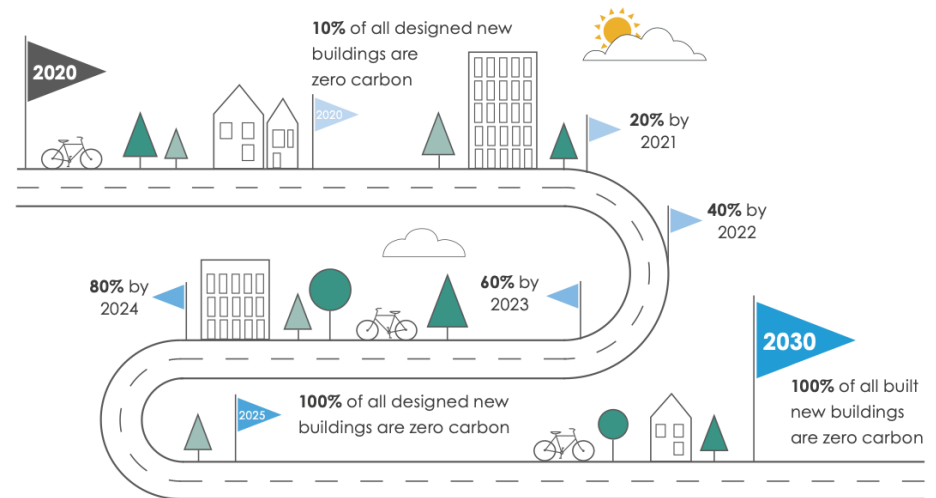 2020
10% of all designed new
buildings are
zero carbon
2020
20% by
2021
40% by
2022
60% by
2023
80% by
2024
2025
100% of all designed new
buildings are zero carbon
2030
100% of all built
new buildings
are zero carbon